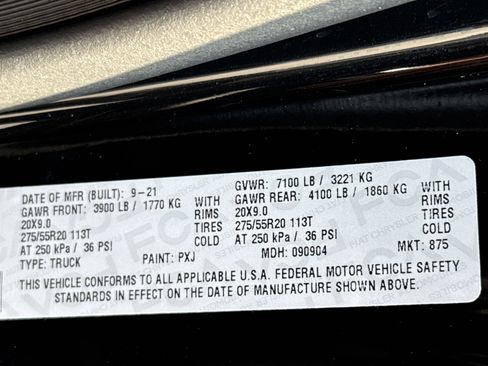 DATE OF MFR (BUILT): 9-21 GVWR: 7100 LB / 3221 KG
GAWR FRONT: 3900 LB / 1770 KG WITH GAWR REAR: 4100 LB / 1860 KG WITH
20X9.0 RIMS 20X9.0 RIMS
275/55R20 113T TIRES 275/55R20 113T TIRES
AT 250 kPa / 36 PSI COLD AT 250 kPa / 36 PSI COLD
TYPE: TRUCK PAINT: PXJ MDH: 090904 MKT: 875
THIS VEHICLE CONFORMS TO ALL APPLICABLE U.S.A. FEDERAL MOTOR VEHICLE SAFETY
STANDARDS IN EFFECT ON THE DATE OF MANUFACTURE SHOWN ABOVE.